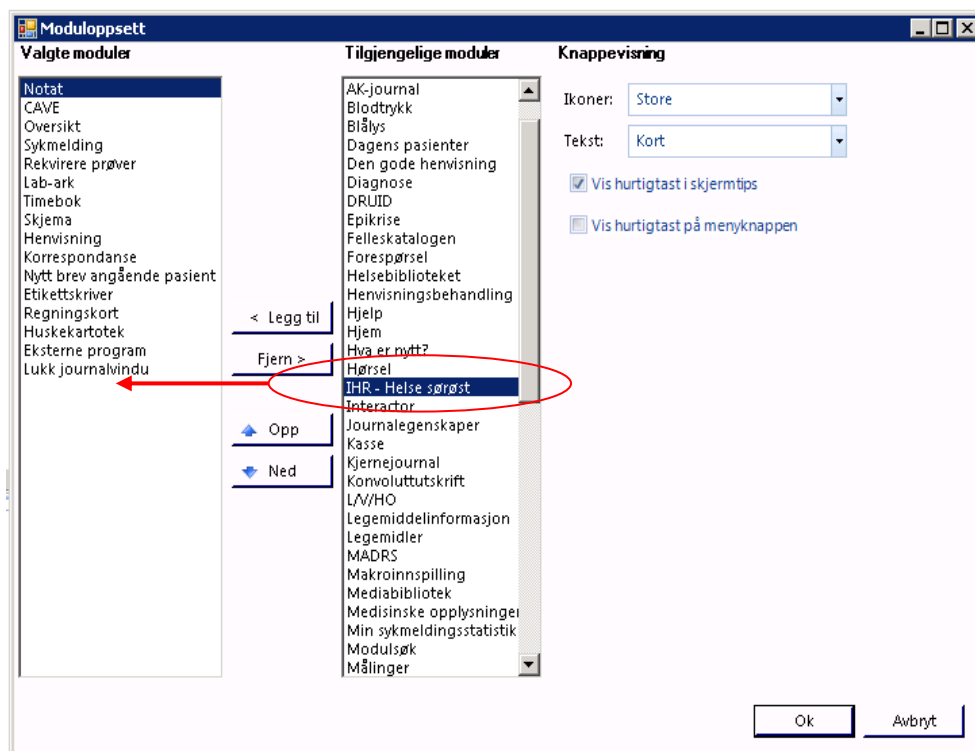 Moduloppsett
Valgte moduler
Notat
CAVE
Oversikt
Sykmelding
Rekvirere prøver
Lab-ark
Timebok
Skjema
Henvisning
Korrespondanse
Nytt brev angående pasient
Etikettskriver
Regningskort
Huskekartotek
Eksterne program
Lukk journalvindu
< Legg til
Fjern >
Opp
Ned
Tilgjengelige moduler
AK-journal
Blodtrykk
Blålys
Dagens pasienter
Den gode henvisning
Diagnose
DRUID
Epikrise
Felleskatalogen
Forespørsel
Helsebiblioteket
Henvisningsbehandling
Hjelp
Hjem
Hva er nytt?
Hørsel
IHR - Helse sørøst
Interactor
Journalegenskaper
Kasse
Kjernejournal
Konvoluttutskrift
L/V/HO
Legemiddelinformasjon
Legemidler
MADRS
Makroinnspilling
Mediabibliotek
Medisinske opplysninger
Min sykmeldingsstatistik
Modulsøk
Målinger
Knappevisning
Ikoner: Store
Tekst: Kort
Vis hurtigtast i skjermtips
Vis hurtigtast på menyknappen
Ok
Avbryt